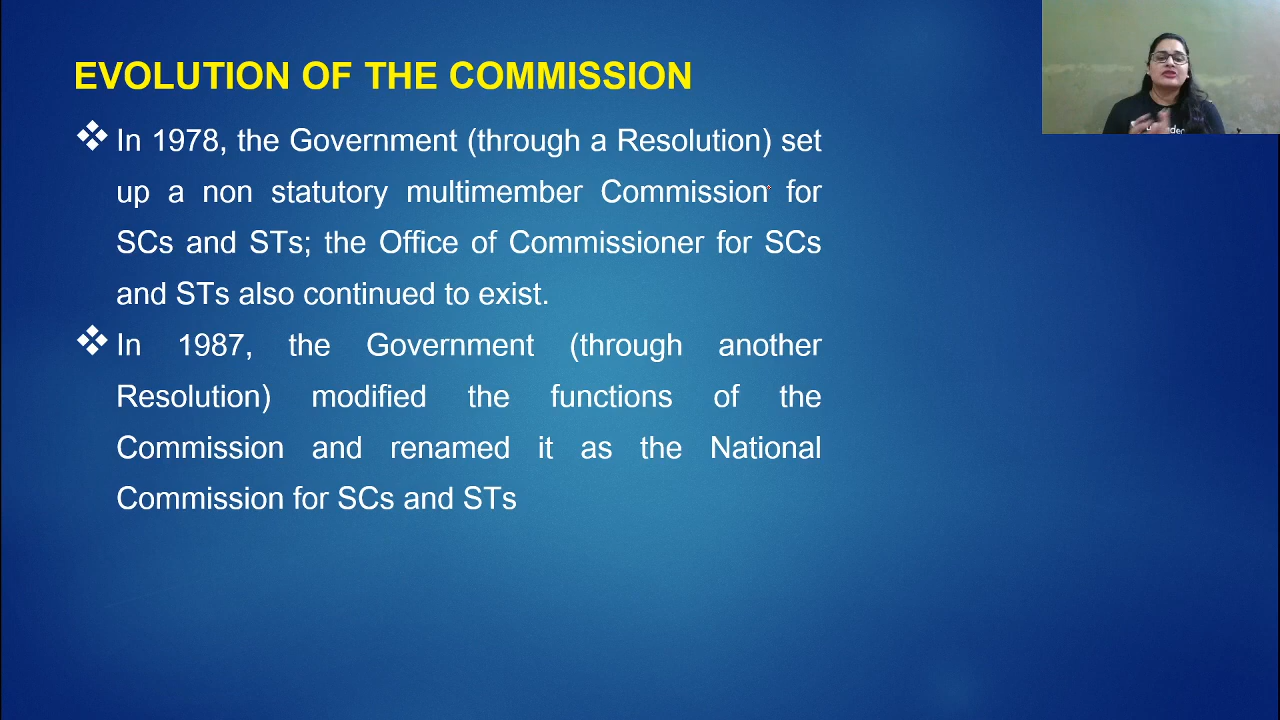 EVOLUTION OF THE COMMISSION
In 1978, the Government (through a Resolution) set
up a non statutory multimember Commission for
SCs and STs; the Office of Commissioner for SCs
and STs also continued to exist.
In 1987, the Government (through another
Resolution) modified the functions of the
Commission and renamed it as the National
Commission for SCs and STs